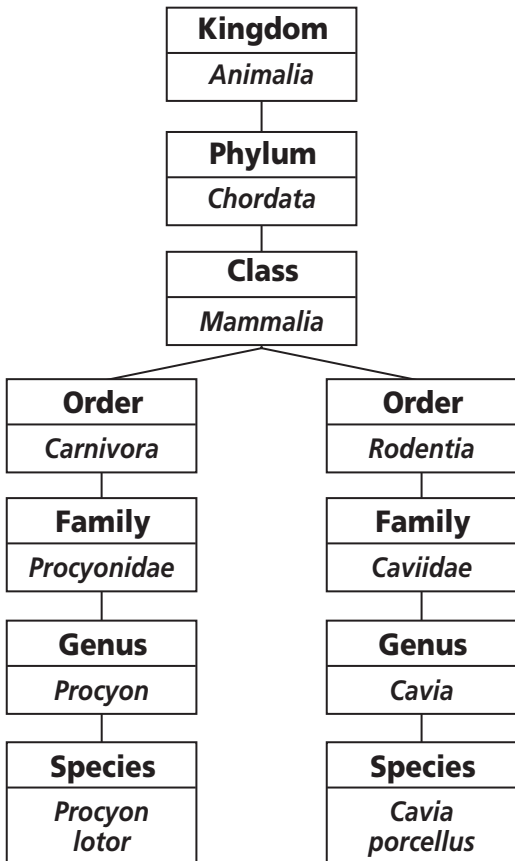 Kingdom
Animalia
Phylum
Chordata
Class
Mammalia
Order
Carnivora
Family
Procyonidae
Genus
Procyon
Species
Procyon
lotor
Order
Rodentia
Family
Caviidae
Genus
Cavia
Species
Cavia
porcellus